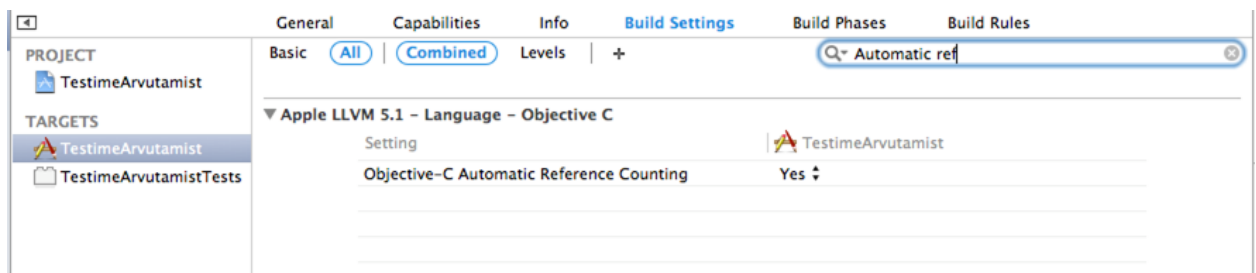 General Capabilities Info Build Settings Build Phases Build Rules
PROJECT
TestimeArvutamist
TARGETS
TestimeArvutamist
TestimeArvutamistTests
Basic All Combined Levels + Automatic ref
Apple LLVM 5.1 – Language – Objective C
Setting TestimeArvutamist
Objective-C Automatic Reference Counting Yes